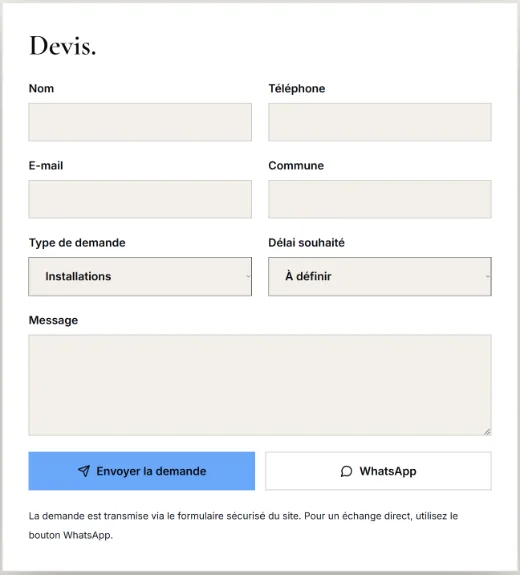 Devis.
Nom Téléphone
E-mail Commune
Type de demande Délai souhaité
Installations À définir
Message
Envoyer la demande WhatsApp
La demande est transmise via le formulaire sécurisé du site. Pour un échange direct, utilisez le
bouton WhatsApp.